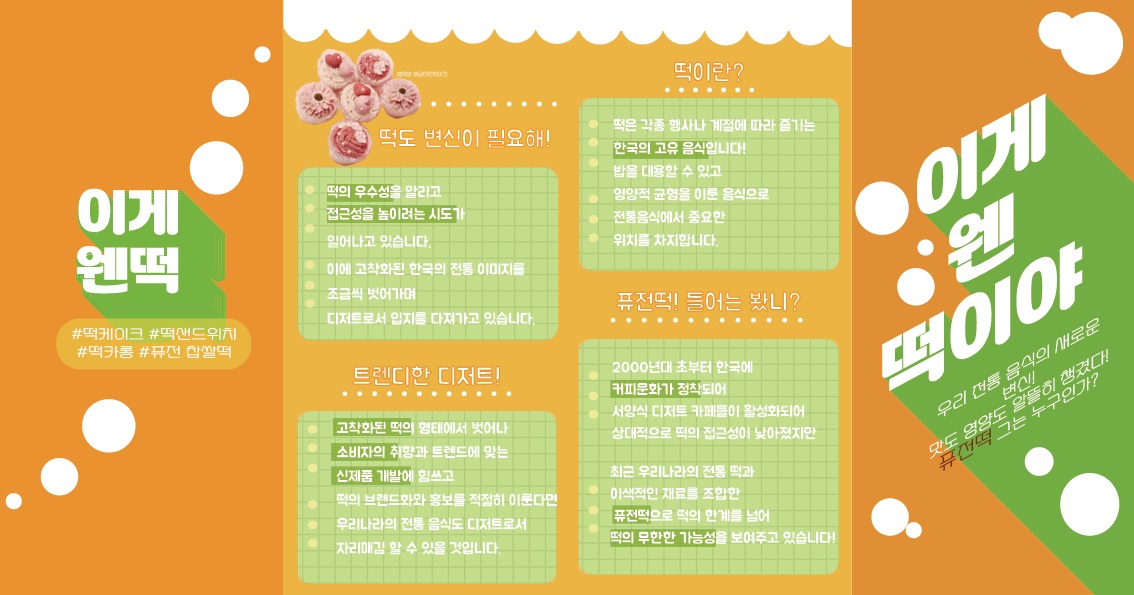 이게
웬떡
#떡케이크 #떡샌드위치
#떡카롱 #퓨전 찹쌀떡
떡도 변신이 필요해!
떡의 우수성을 알리고
접근성을 높이려는 시도가
일어나고 있습니다.
이에 고착화된 한국의 전통 이미지를
조금씩 벗어가며
디저트로서 입지를 다져가고 있습니다.
트렌디한 디저트!
고착화된 떡의 형태에서 벗어나
소비자의 취향과 트렌드에 맞는
신제품 개발에 힘쓰고
떡의 브랜드화와 홍보를 적절히 이룬다면
우리나라의 전통 음식도 디저트로서
자리매김 할 수 있을 것입니다.
떡이란?
떡은 각종 행사나 계절에 따라 즐기는
한국의 고유 음식입니다!
밥을 대용할 수 있고
영양적 균형을 이룬 음식으로
전통음식에서 중요한
위치를 차지합니다.
퓨전떡! 들어는 봤니?
2000년대 초부터 한국에
커피문화가 정착되어
서양식 디저트 카페들이 활성화되어
상대적으로 떡의 접근성이 낮아졌지만
최근 우리나라의 전통 떡과
이색적인 재료를 조합한
퓨전떡으로 떡의 한계를 넘어
떡의 무한한 가능성을 보여주고 있습니다!
이게
웬
떡이야
우리 전통 음식의 새로운
변신!
맛도 영양도 알뜰히 챙겼다!
퓨전떡 그는 누구인가?